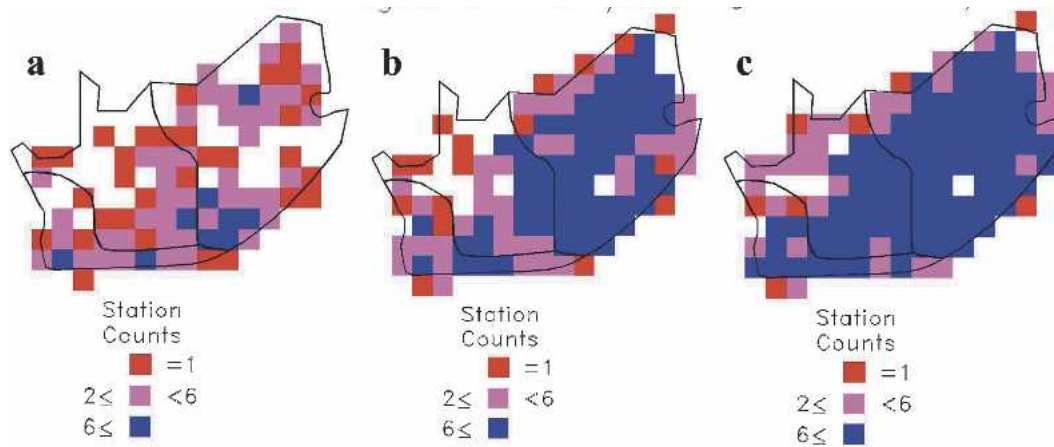 a
b
c
Station
Counts
=1
2≤ <6
6≤
Station
Counts
=1
2≤ <6
6≤
Station
Counts
=1
2≤ <6
6≤